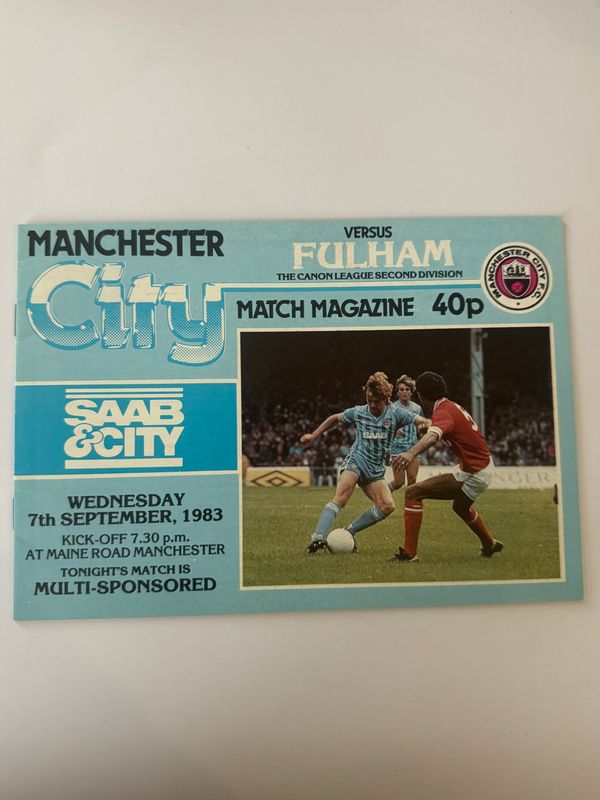 MANCHESTER
City
VERSUS
FULHAM
THE CANON LEAGUE SECOND DIVISION
MATCH MAGAZINE 40p
MANCHESTER CITY F.C.
SAAB
&CITY
WEDNESDAY
7th SEPTEMBER, 1983
KICK-OFF 7.30 p.m.
AT MAINE ROAD MANCHESTER
TONIGHT'S MATCH IS
MULTI-SPONSORED
SAAB